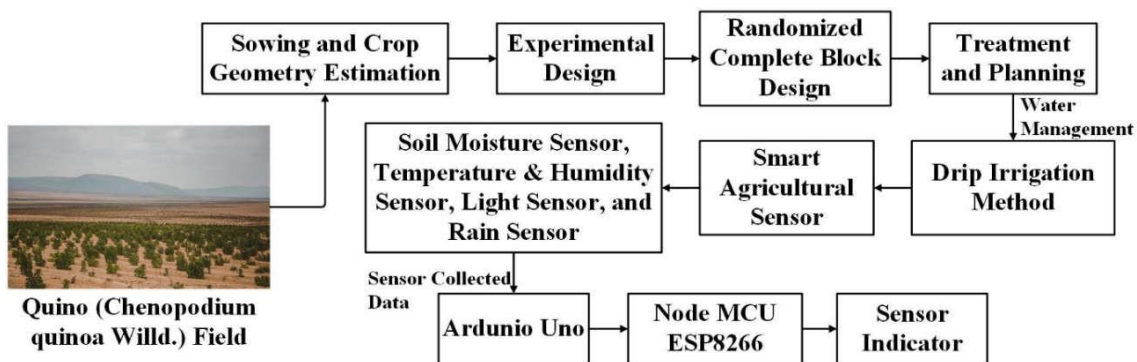 Sowing and Crop
Geometry Estimation
Experimental
Design
Randomized
Complete Block
Design
Treatment
and Planning
Water
Management
Drip Irrigation
Method
Smart
Agricultural
Sensor
Soil Moisture Sensor,
Temperature & Humidity
Sensor, Light Sensor, and
Rain Sensor
Quino (Chenopodium
quinoa Willd.) Field
Sensor Collected
Data
Ardunio Uno
Node MCU
ESP8266
Sensor
Indicator